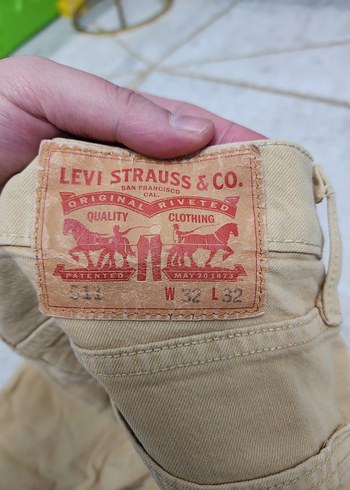 LEVI STRAUSS & CO.
SAN FRANCISCO
CAL.
ORIGINAL RIVETED
QUALITY CLOTHING
PATENTED MAY 20 1873
511 W 32 L 32